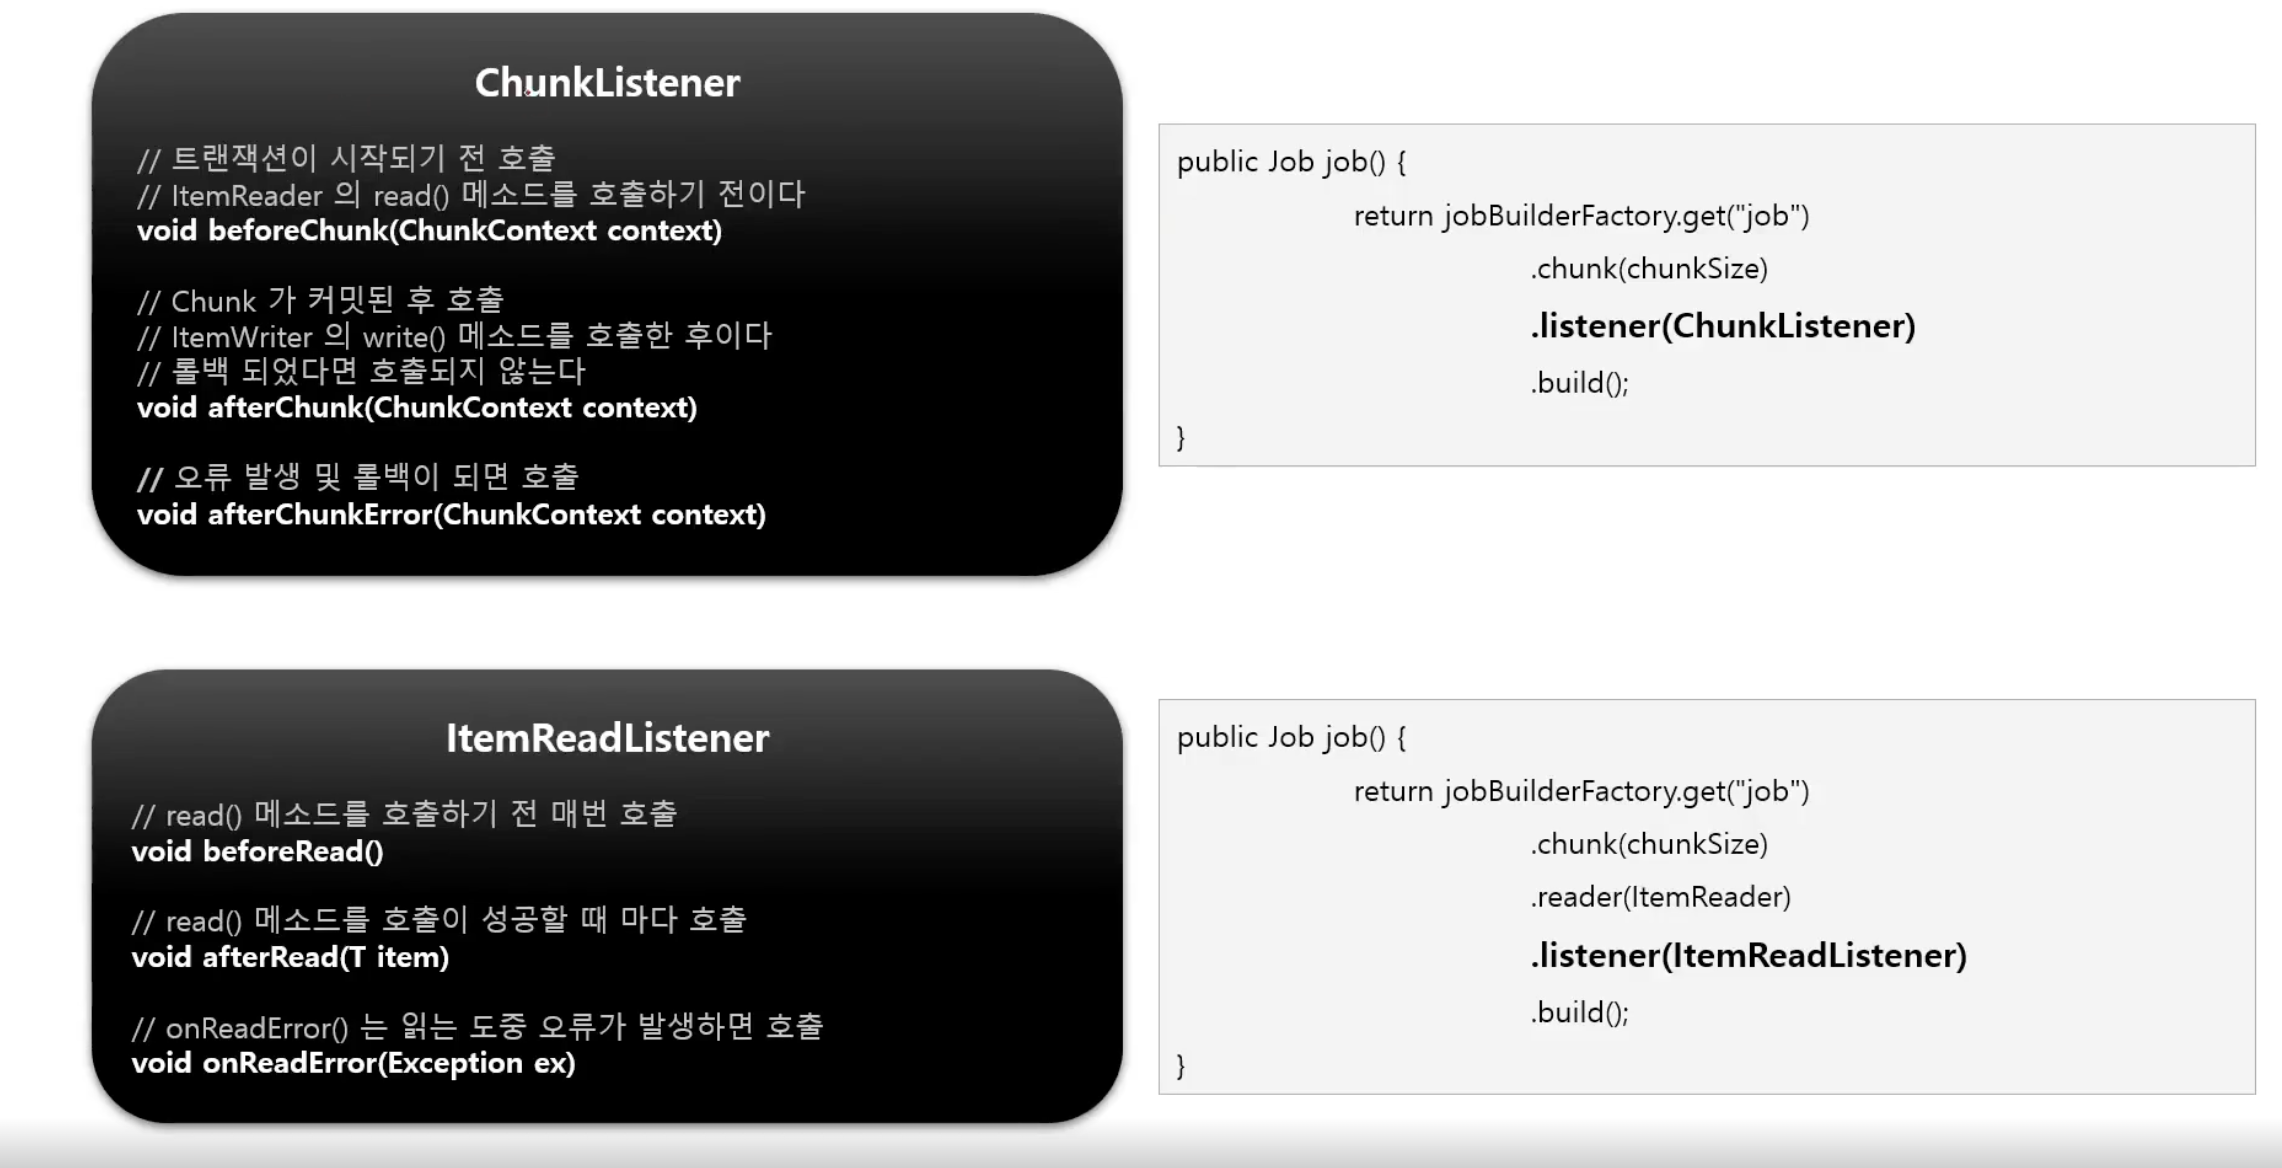 ChunkListener
// 트랜잭션이 시작되기 전 호출
// ItemReader 의 read() 메소드를 호출하기 전이다
void beforeChunk(ChunkContext context)
// Chunk 가 커밋된 후 호출
// ItemWriter 의 write() 메소드를 호출한 후이다
// 롤백 되었다면 호출되지 않는다
void afterChunk(ChunkContext context)
// 오류 발생 및 롤백이 되면 호출
void afterChunkError(ChunkContext context)
public Job job() {
return jobBuilderFactory.get("job")
.chunk(chunkSize)
.listener(ChunkListener)
.build();
}
ItemReadListener
// read() 메소드를 호출하기 전 매번 호출
void beforeRead()
// read() 메소드를 호출이 성공할 때 마다 호출
void afterRead(T item)
// onReadError() 는 읽는 도중 오류가 발생하면 호출
void onReadError(Exception ex)
public Job job() {
return jobBuilderFactory.get("job")
.chunk(chunkSize)
.reader(ItemReader)
.listener(ItemReadListener)
.build();
}